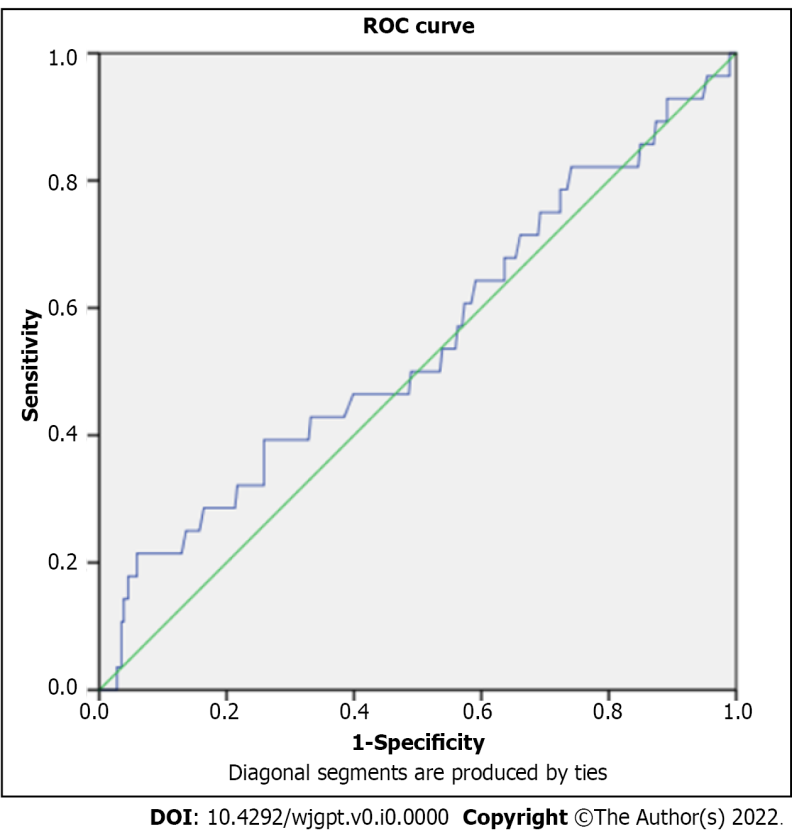 ROC curve
1.0
0.8
0.6
0.4
0.2
0.0
Sensitivity
0.0 0.2 0.4 0.6 0.8 1.0
1-Specificity
Diagonal segments are produced by ties
DOI: 10.4292/wjgpt.v0.i0.0000 Copyright ©The Author(s) 2022.